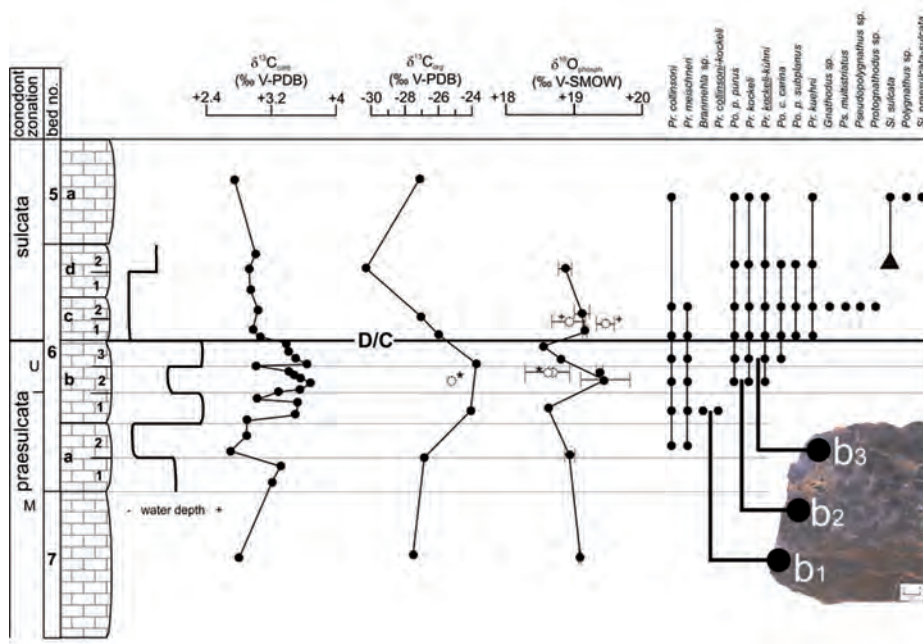 conodont zonation
bed no.
δ¹³Ccarb
(‰ V-PDB)
+2.4 +3.2 +4
δ¹³Corg
(‰ V-PDB)
-30 -28 -26 -24
δ¹⁸Ophosph
(‰ V-SMOW)
+18 +19 +20
Pr. collinsoni
Pr. meischneri
Branmehla sp.
Pr. collinsoni-kockeli
Po. p. purus
Pr. kockeli
Pr. kockeli-kühni
Po. c. carina
Po. p. subplanus
Pr. kuehni
Gnathodus sp.
Ps. multistriatus
Pseudopolygnathus sp.
Protognathodus sp.
Si. sulcata
Polygnathus sp.
sulcata
5 a
d 2
1
c 2
1
D/C
praesulcata
U
M
6
b 3
2
1
a 2
1
7
- water depth +
*
*
*
*
b3
b2
b1